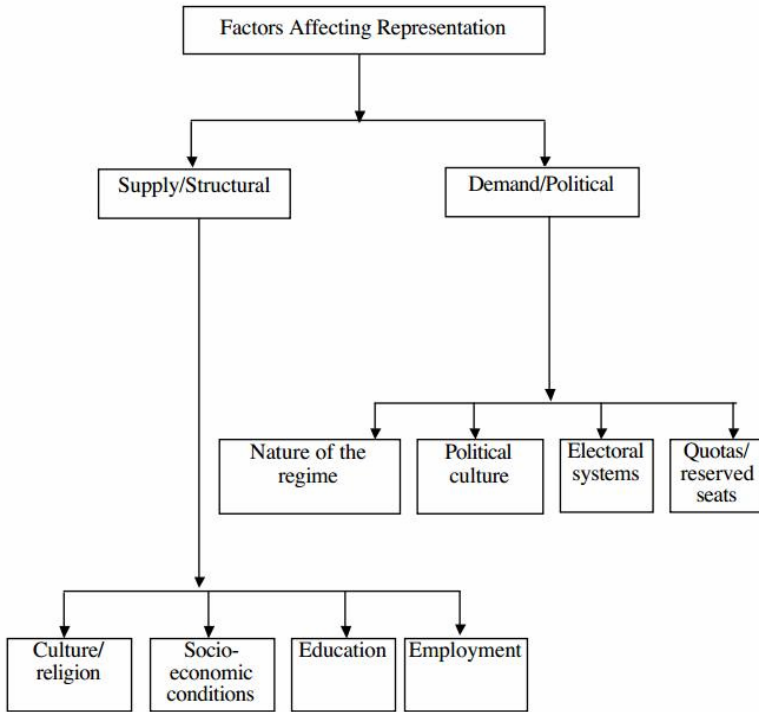 Factors Affecting Representation
Supply/Structural
Demand/Political
Nature of the
regime
Political
culture
Electoral
systems
Quotas/
reserved
seats
Culture/
religion
Socio-
economic
conditions
Education
Employment